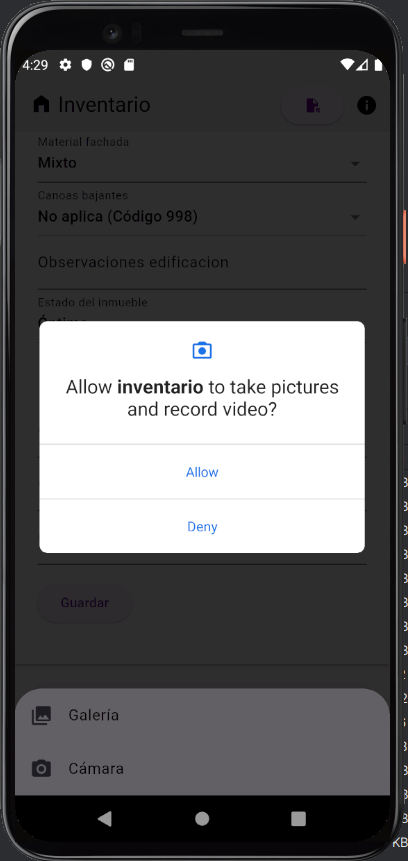 4:29
Inventario
Material fachada
Mixto
Canoas bajantes
No aplica (Código 998)
Observaciones edificacion
Estado del inmueble
Allow inventario to take pictures
and record video?
Allow
Deny
Guardar
Galería
Cámara
KB